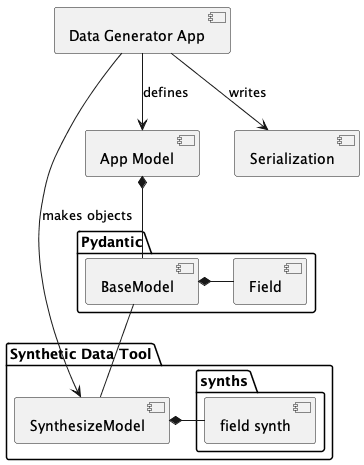 Data Generator App
defines
writes
App Model
Serialization
makes objects
Pydantic
BaseModel
Field
Synthetic Data Tool
synths
SynthesizeModel
field synth